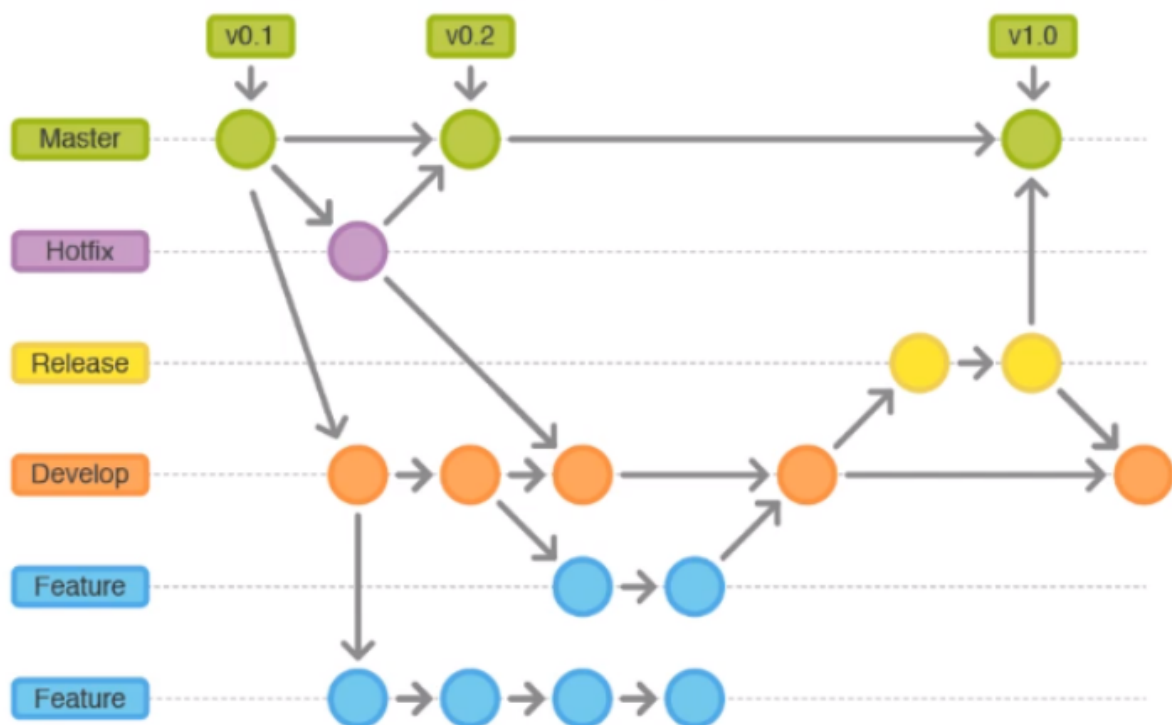 v0.1
v0.2
v1.0
Master
Hotfix
Release
Develop
Feature
Feature